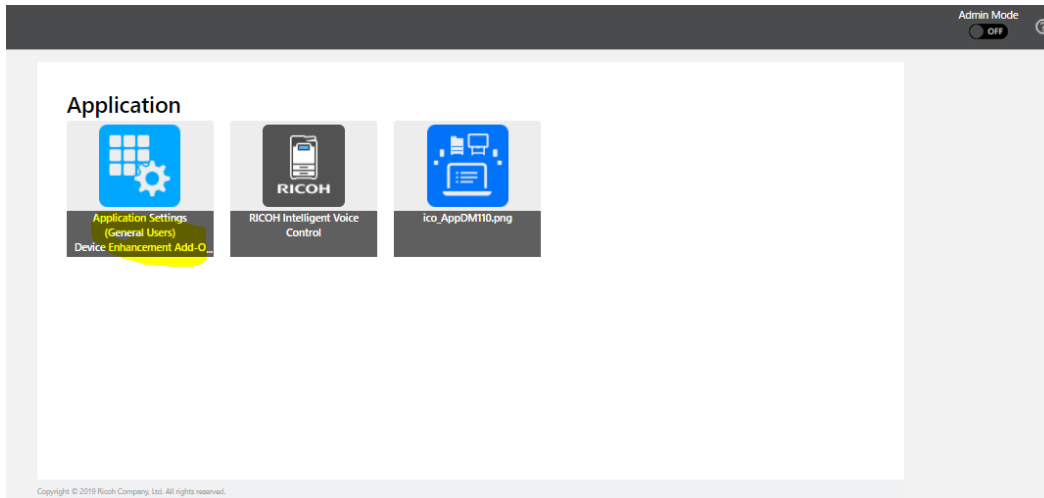 Admin Mode
OFF
Application
RICOH
Application Settings
(General Users)
Device Enhancement Add-O...
RICOH Intelligent Voice
Control
ico_AppDM110.png
Copyright © 2019 Ricoh Company, Ltd. All rights reserved.